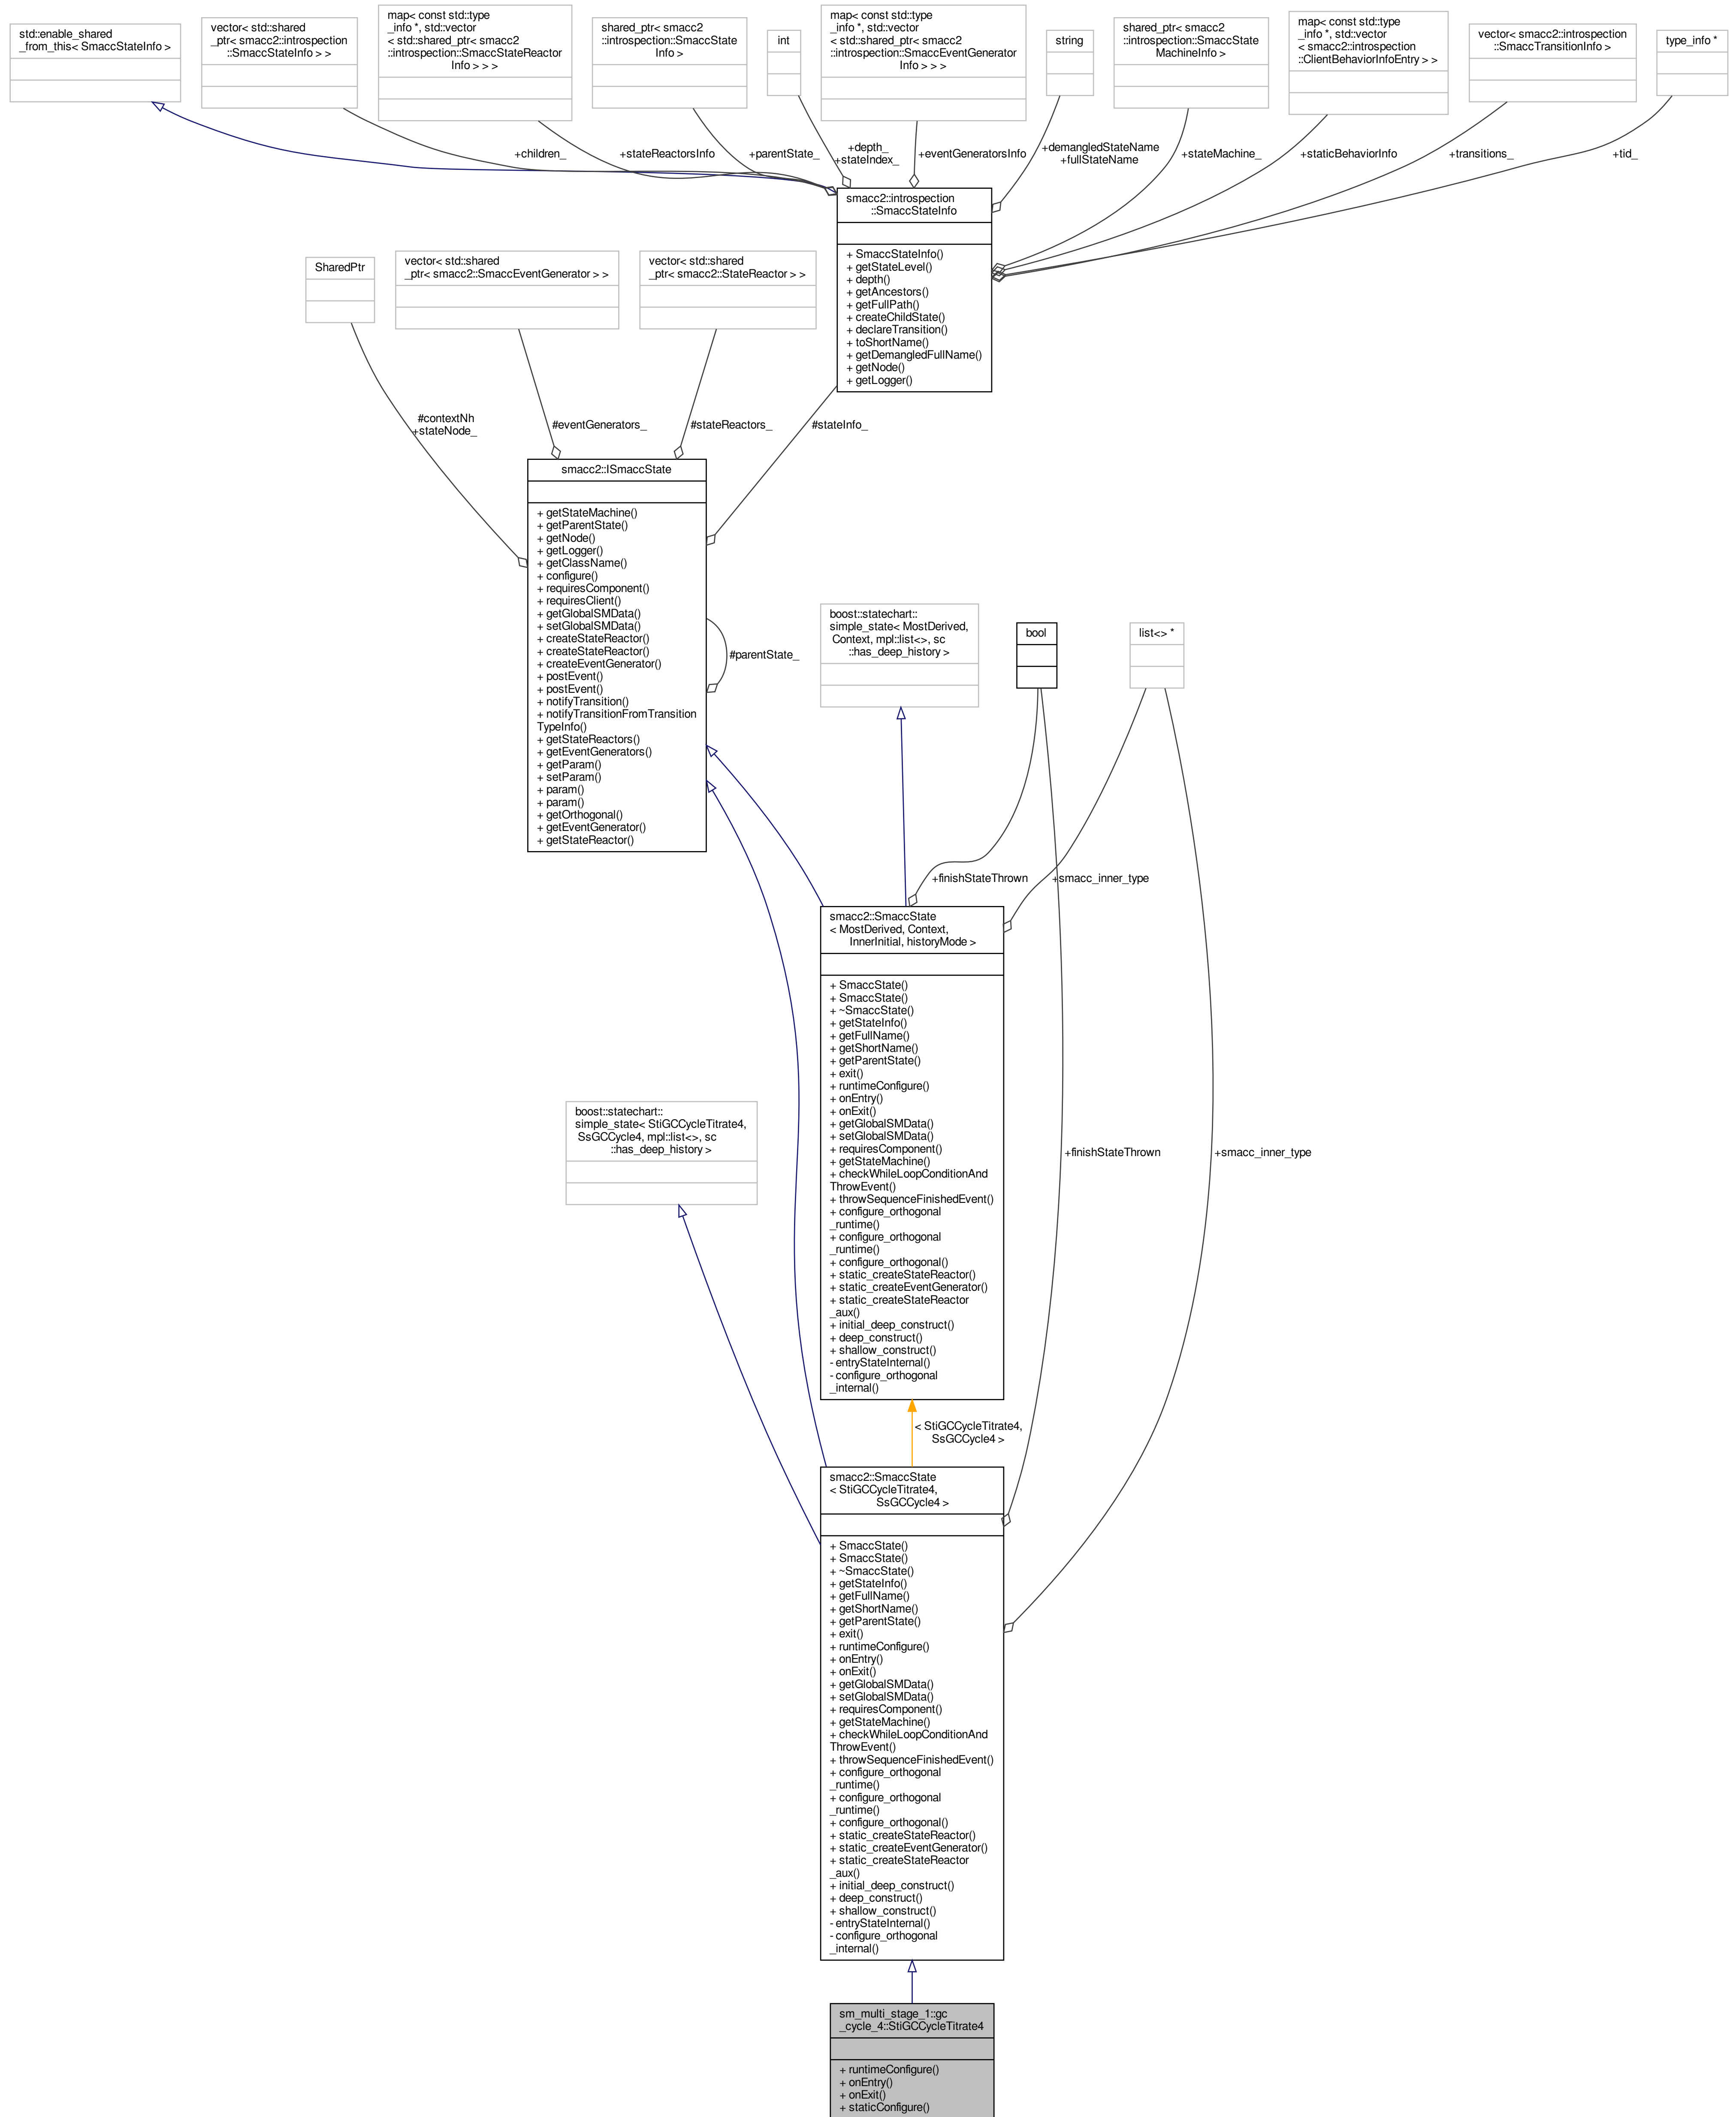 std::enable_shared
_from_this< SmaccStateInfo >
vector< std::shared
_ptr< smacc2::introspection
::SmaccStateInfo > >
map< const std::type
_info *, std::vector
< std::shared_ptr< smacc2
::introspection::SmaccStateReactor
Info > > >
shared_ptr< smacc2
::introspection::SmaccState
Info >
int
map< const std::type
_info *, std::vector
< std::shared_ptr< smacc2
::introspection::SmaccEventGenerator
Info > > >
string
shared_ptr< smacc2
::introspection::SmaccState
MachineInfo >
map< const std::type
_info *, std::vector
< smacc2::introspection
::ClientBehaviorInfoEntry > >
vector< smacc2::introspection
::SmaccTransitionInfo >
type_info *
+children_
+stateReactorsInfo
+parentState_
+depth_
+stateIndex_
+eventGeneratorsInfo
+demangledStateName
+fullStateName
+stateMachine_
+staticBehaviorInfo
+transitions_
+tid_
smacc2::introspection
::SmaccStateInfo
+ SmaccStateInfo()
+ getStateLevel()
+ depth()
+ getAncestors()
+ getFullPath()
+ createChildState()
+ declareTransition()
+ toShortName()
+ getDemangledFullName()
+ getNode()
+ getLogger()
SharedPtr
vector< std::shared
_ptr< smacc2::SmaccEventGenerator > >
vector< std::shared
_ptr< smacc2::StateReactor > >
#contextNh
+stateNode_
#eventGenerators_
#stateReactors_
#stateInfo_
smacc2::ISmaccState
+ getStateMachine()
+ getParentState()
+ getNode()
+ getLogger()
+ getClassName()
+ configure()
+ requiresComponent()
+ requiresClient()
+ getGlobalSMData()
+ setGlobalSMData()
+ createStateReactor()
+ createStateReactor()
+ createEventGenerator()
+ postEvent()
+ postEvent()
+ notifyTransition()
+ notifyTransitionFromTransition
TypeInfo()
+ getStateReactors()
+ getEventGenerators()
+ getParam()
+ setParam()
+ param()
+ param()
+ getOrthogonal()
+ getEventGenerator()
+ getStateReactor()
#parentState_
boost::statechart::
simple_state< MostDerived,
Context, mpl::list<>, sc
::has_deep_history >
bool
list<> *
+finishStateThrown
+smacc_inner_type
smacc2::SmaccState
< MostDerived, Context,
InnerInitial, historyMode >
+ SmaccState()
+ SmaccState()
+ ~SmaccState()
+ getStateInfo()
+ getFullName()
+ getShortName()
+ getParentState()
+ exit()
+ runtimeConfigure()
+ onEntry()
+ onExit()
+ getGlobalSMData()
+ setGlobalSMData()
+ requiresComponent()
+ getStateMachine()
+ checkWhileLoopConditionAnd
ThrowEvent()
+ throwSequenceFinishedEvent()
+ configure_orthogonal
_runtime()
+ configure_orthogonal
_runtime()
+ configure_orthogonal()
+ static_createStateReactor()
+ static_createEventGenerator()
+ static_createStateReactor
_aux()
+ initial_deep_construct()
+ deep_construct()
+ shallow_construct()
- entryStateInternal()
- configure_orthogonal
_internal()
boost::statechart::
simple_state< StiGCCycleTitrate4,
SsGCCycle4, mpl::list<>, sc
::has_deep_history >
+finishStateThrown
+smacc_inner_type
< StiGCCycleTitrate4,
SsGCCycle4 >
smacc2::SmaccState
< StiGCCycleTitrate4,
SsGCCycle4 >
+ SmaccState()
+ SmaccState()
+ ~SmaccState()
+ getStateInfo()
+ getFullName()
+ getShortName()
+ getParentState()
+ exit()
+ runtimeConfigure()
+ onEntry()
+ onExit()
+ getGlobalSMData()
+ setGlobalSMData()
+ requiresComponent()
+ getStateMachine()
+ checkWhileLoopConditionAnd
ThrowEvent()
+ throwSequenceFinishedEvent()
+ configure_orthogonal
_runtime()
+ configure_orthogonal
_runtime()
+ configure_orthogonal()
+ static_createStateReactor()
+ static_createEventGenerator()
+ static_createStateReactor
_aux()
+ initial_deep_construct()
+ deep_construct()
+ shallow_construct()
- entryStateInternal()
- configure_orthogonal
_internal()
sm_multi_stage_1::gc
_cycle_4::StiGCCycleTitrate4
+ runtimeConfigure()
+ onEntry()
+ onExit()
+ staticConfigure()